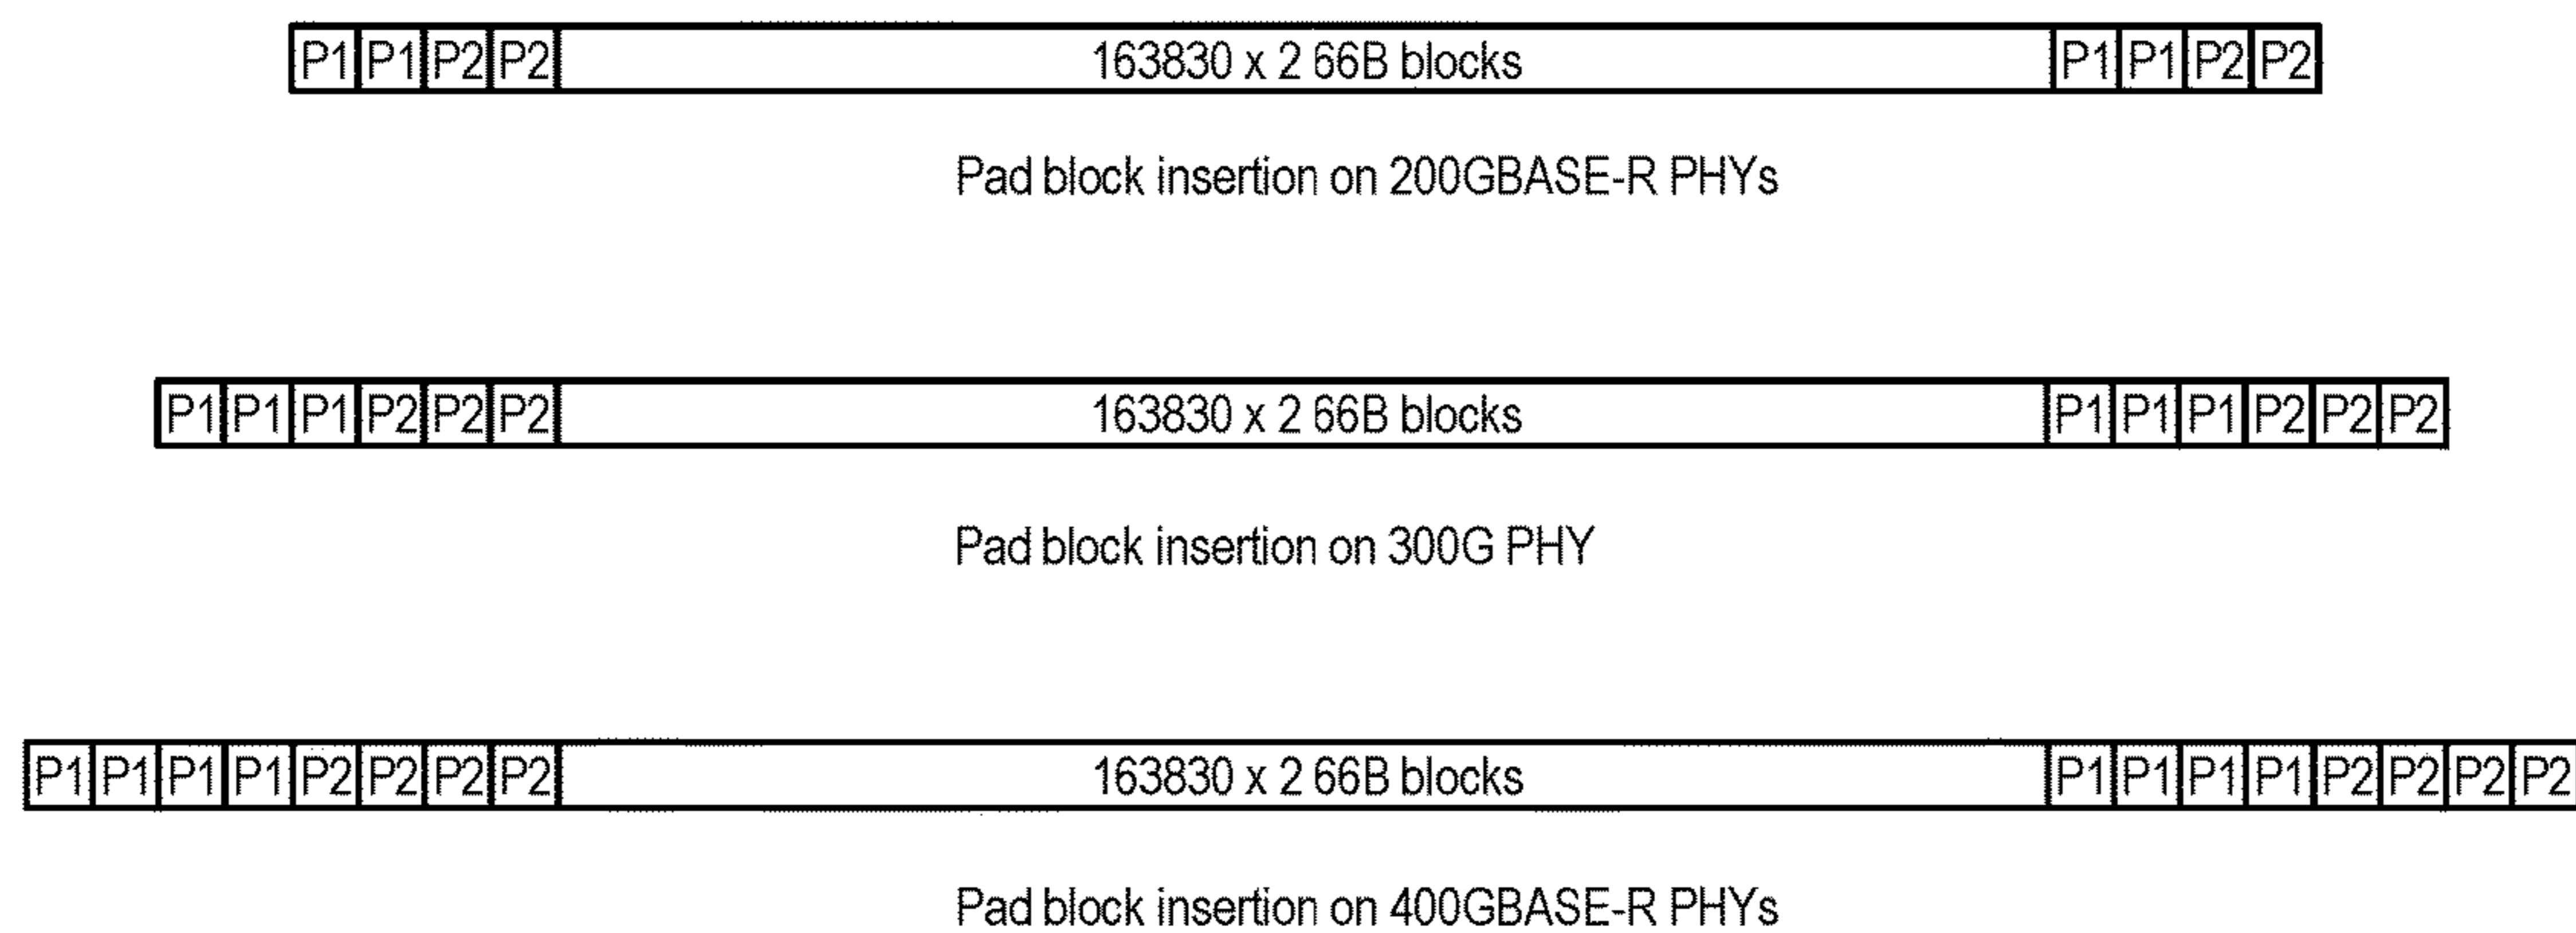 P1 P1 P2 P2 163830 x 2 66B blocks P1 P1 P2 P2
Pad block insertion on 200GBASE-R PHYs
P1 P1 P1 P2 P2 P2 163830 x 2 66B blocks P1 P1 P1 P2 P2 P2
Pad block insertion on 300G PHY
P1 P1 P1 P1 P2 P2 P2 P2 163830 x 2 66B blocks P1 P1 P1 P1 P2 P2 P2 P2
Pad block insertion on 400GBASE-R PHYs